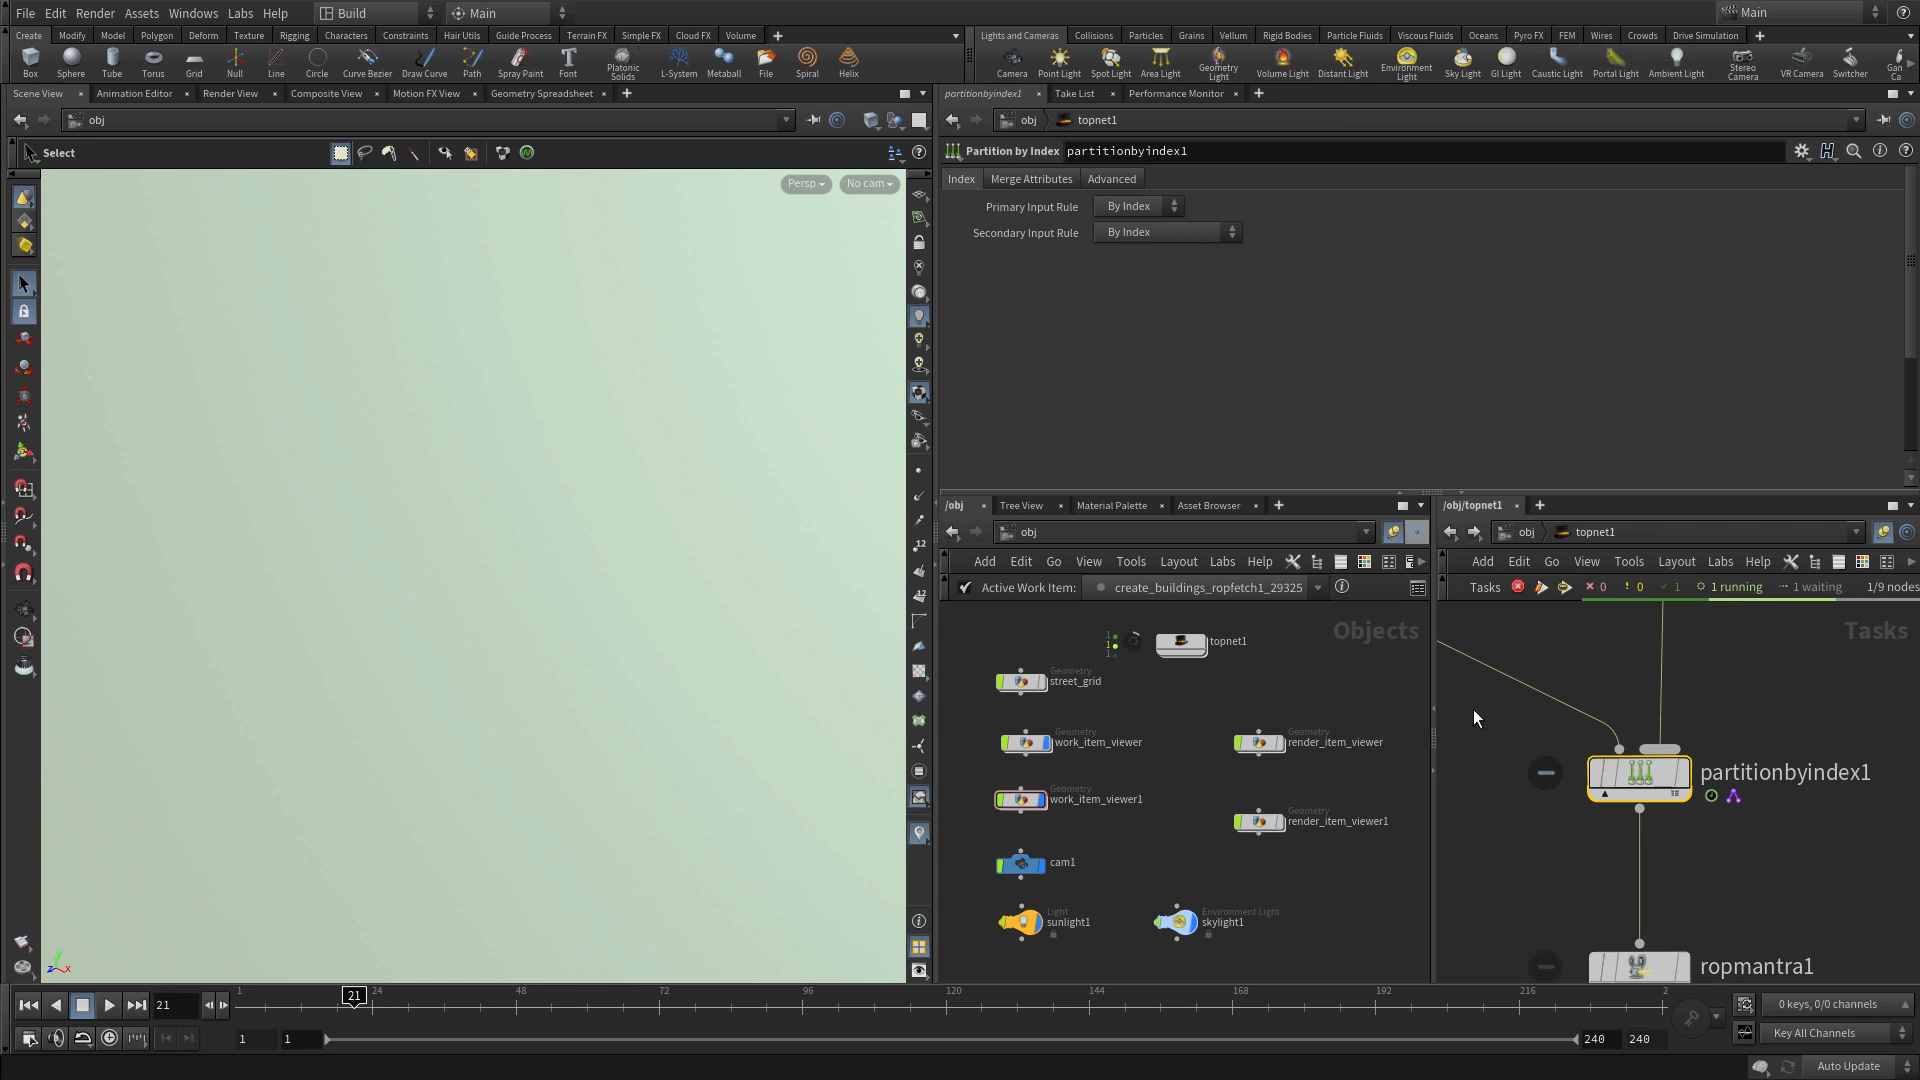 File Edit Render Assets Windows Labs Help Build Main Main
Create Modify Model Polygon Deform Texture Rigging Characters Constraints Hair Utils Guide Process Terrain FX Simple FX Cloud FX Volume
Lights and Cameras Collisions Particles Grains Vellum Rigid Bodies Particle Fluids Viscous Fluids Oceans Pyro FX FEM Wires Crowds Drive Simulation
Box Sphere Tube Torus Grid Null Line Circle Curve Bezier Draw Curve Path Spray Paint Font Platonic Solids L-System Metaball File Spiral Helix
Camera Point Light Spot Light Area Light Geometry Light Volume Light Distant Light Environment Light Sky Light GI Light Caustic Light Portal Light Ambient Light Stereo Camera VR Camera Switcher Gan Ca
Scene View Animation Editor Render View Composite View Motion FX View Geometry Spreadsheet
partitionbyindex1 Take List Performance Monitor
obj
obj topnet1
Select
Partition by Index partitionbyindex1
Persp No cam
Index Merge Attributes Advanced
Primary Input Rule By Index
Secondary Input Rule By Index
/obj Tree View Material Palette Asset Browser
/obj/topnet1
obj
obj topnet1
Add Edit Go View Tools Layout Labs Help
Add Edit Go View Tools Layout Labs Help
Active Work Item: create_buildings_ropfetch1_29325
Tasks 0 0 1 1 running 1 waiting 1/9 nodes
Objects
Tasks
1
1
1
topnet1
Geometry
street_grid
Geometry
work_item_viewer
Geometry
render_item_viewer
Geometry
work_item_viewer1
Geometry
render_item_viewer1
cam1
Light
sunlight1
Environment Light
skylight1
partitionbyindex1
ropmantra1
12
12
z x y
21
1 21 24 48 72 96 120 144 168 192 216 2
0 keys, 0/0 channels
1 1 240 240
Key All Channels
Auto Update